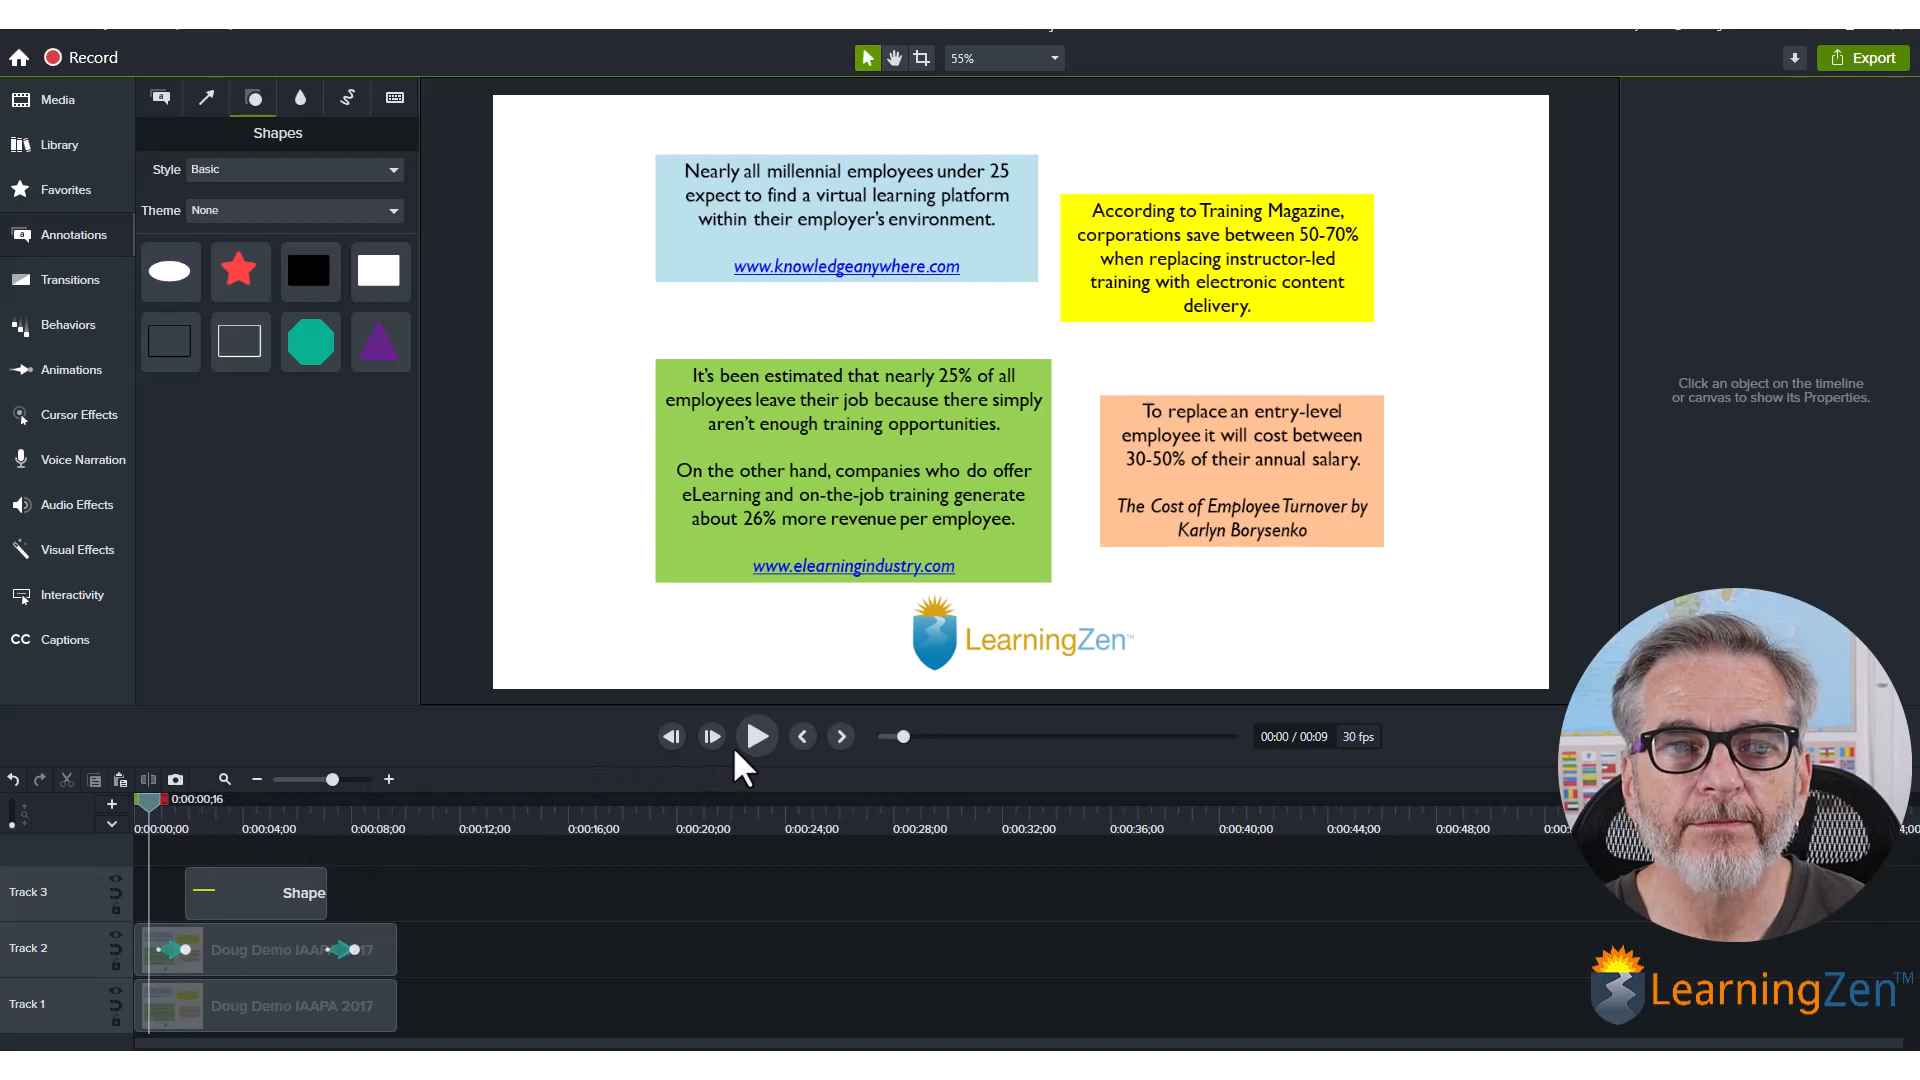 Record
55%
Export
Media
Library
Favorites
Annotations
Transitions
Behaviors
Animations
Cursor Effects
Voice Narration
Audio Effects
Visual Effects
Interactivity
CC Captions
a
Shapes
Style Basic
Theme None
Nearly all millennial employees under 25
expect to find a virtual learning platform
within their employer's environment.
www.knowledgeanywhere.com
According to Training Magazine,
corporations save between 50-70%
when replacing instructor-led
training with electronic content
delivery.
It's been estimated that nearly 25% of all
employees leave their job because there simply
aren't enough training opportunities.
On the other hand, companies who do offer
eLearning and on-the-job training generate
about 26% more revenue per employee.
www.elearningindustry.com
To replace an entry-level
employee it will cost between
30-50% of their annual salary.
The Cost of Employee Turnover by
Karlyn Borysenko
LearningZen™
Click an object on the timeline
or canvas to show its Properties.
00:00 / 00:09 30 fps
0:00:00;16
0:00:00;00 0:00:04;00 0:00:08;00 0:00:12;00 0:00:16;00 0:00:20;00 0:00:24;00 0:00:28;00 0:00:32;00 0:00:36;00 0:00:40;00 0:00:44;00 0:00:48;00
Track 3
Shape
Track 2
Doug Demo IAAP 17
Track 1
Doug Demo IAAPA 2017
LearningZen™